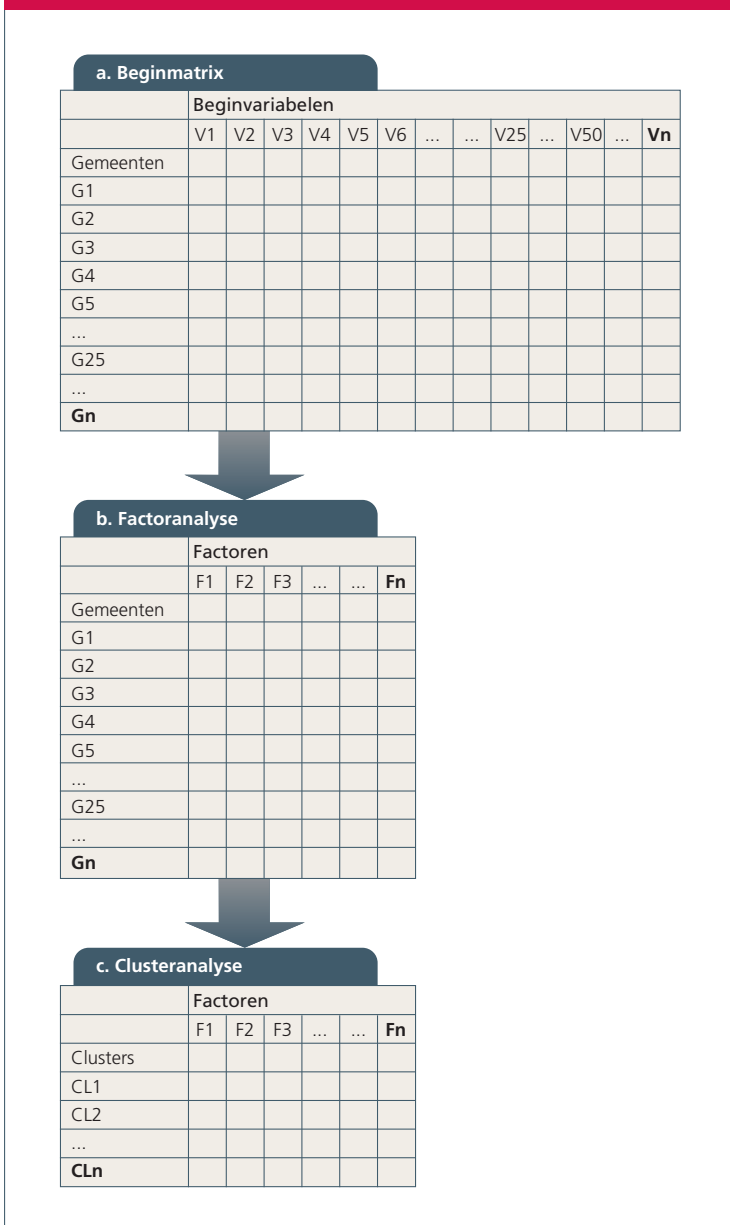 a. Beginmatrix
Beginvariabelen
V1 V2 V3 V4 V5 V6 ... ... V25 ... V50 ... Vn
Gemeenten
G1
G2
G3
G4
G5
...
G25
...
Gn
b. Factoranalyse
Factoren
F1 F2 F3 ... ... Fn
Gemeenten
G1
G2
G3
G4
G5
...
G25
...
Gn
c. Clusteranalyse
Factoren
F1 F2 F3 ... ... Fn
Clusters
CL1
CL2
...
CLn